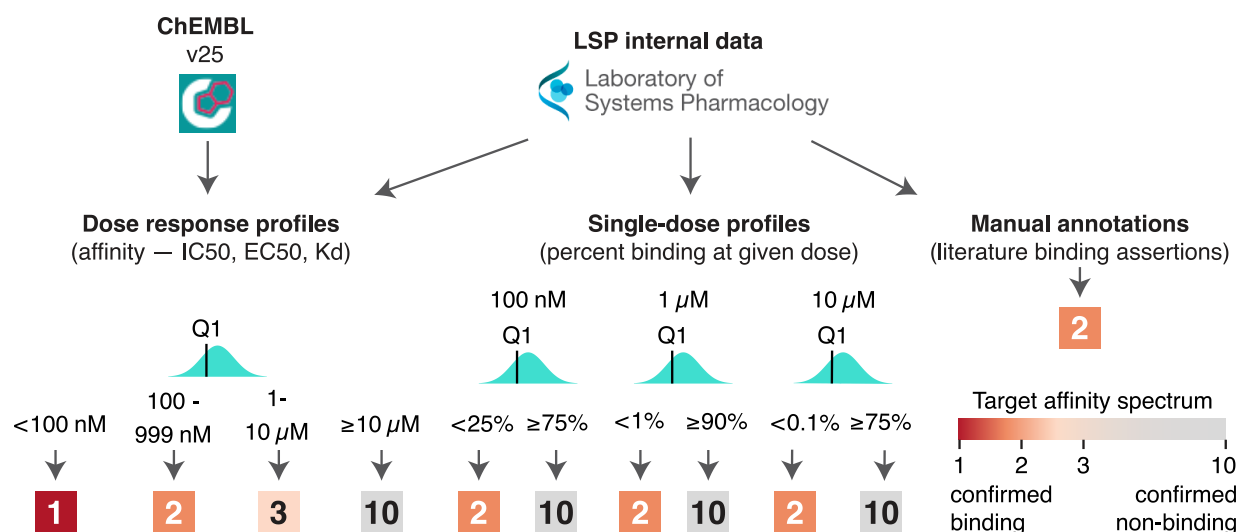 ChEMBL
v25
LSP internal data
Laboratory of
Systems Pharmacology
Dose response profiles
(affinity — IC50, EC50, Kd)
Single-dose profiles
(percent binding at given dose)
Manual annotations
(literature binding assertions)
Q1
<100 nM
100 -
999 nM
1-
10 µM
≥10 µM
1
2
3
10
100 nM
1 µM
10 µM
Q1
Q1
Q1
<25%
≥75%
<1%
≥90%
<0.1%
≥75%
2
10
2
10
2
10
2
Target affinity spectrum
1
2
3
10
confirmed
binding
confirmed
non-binding